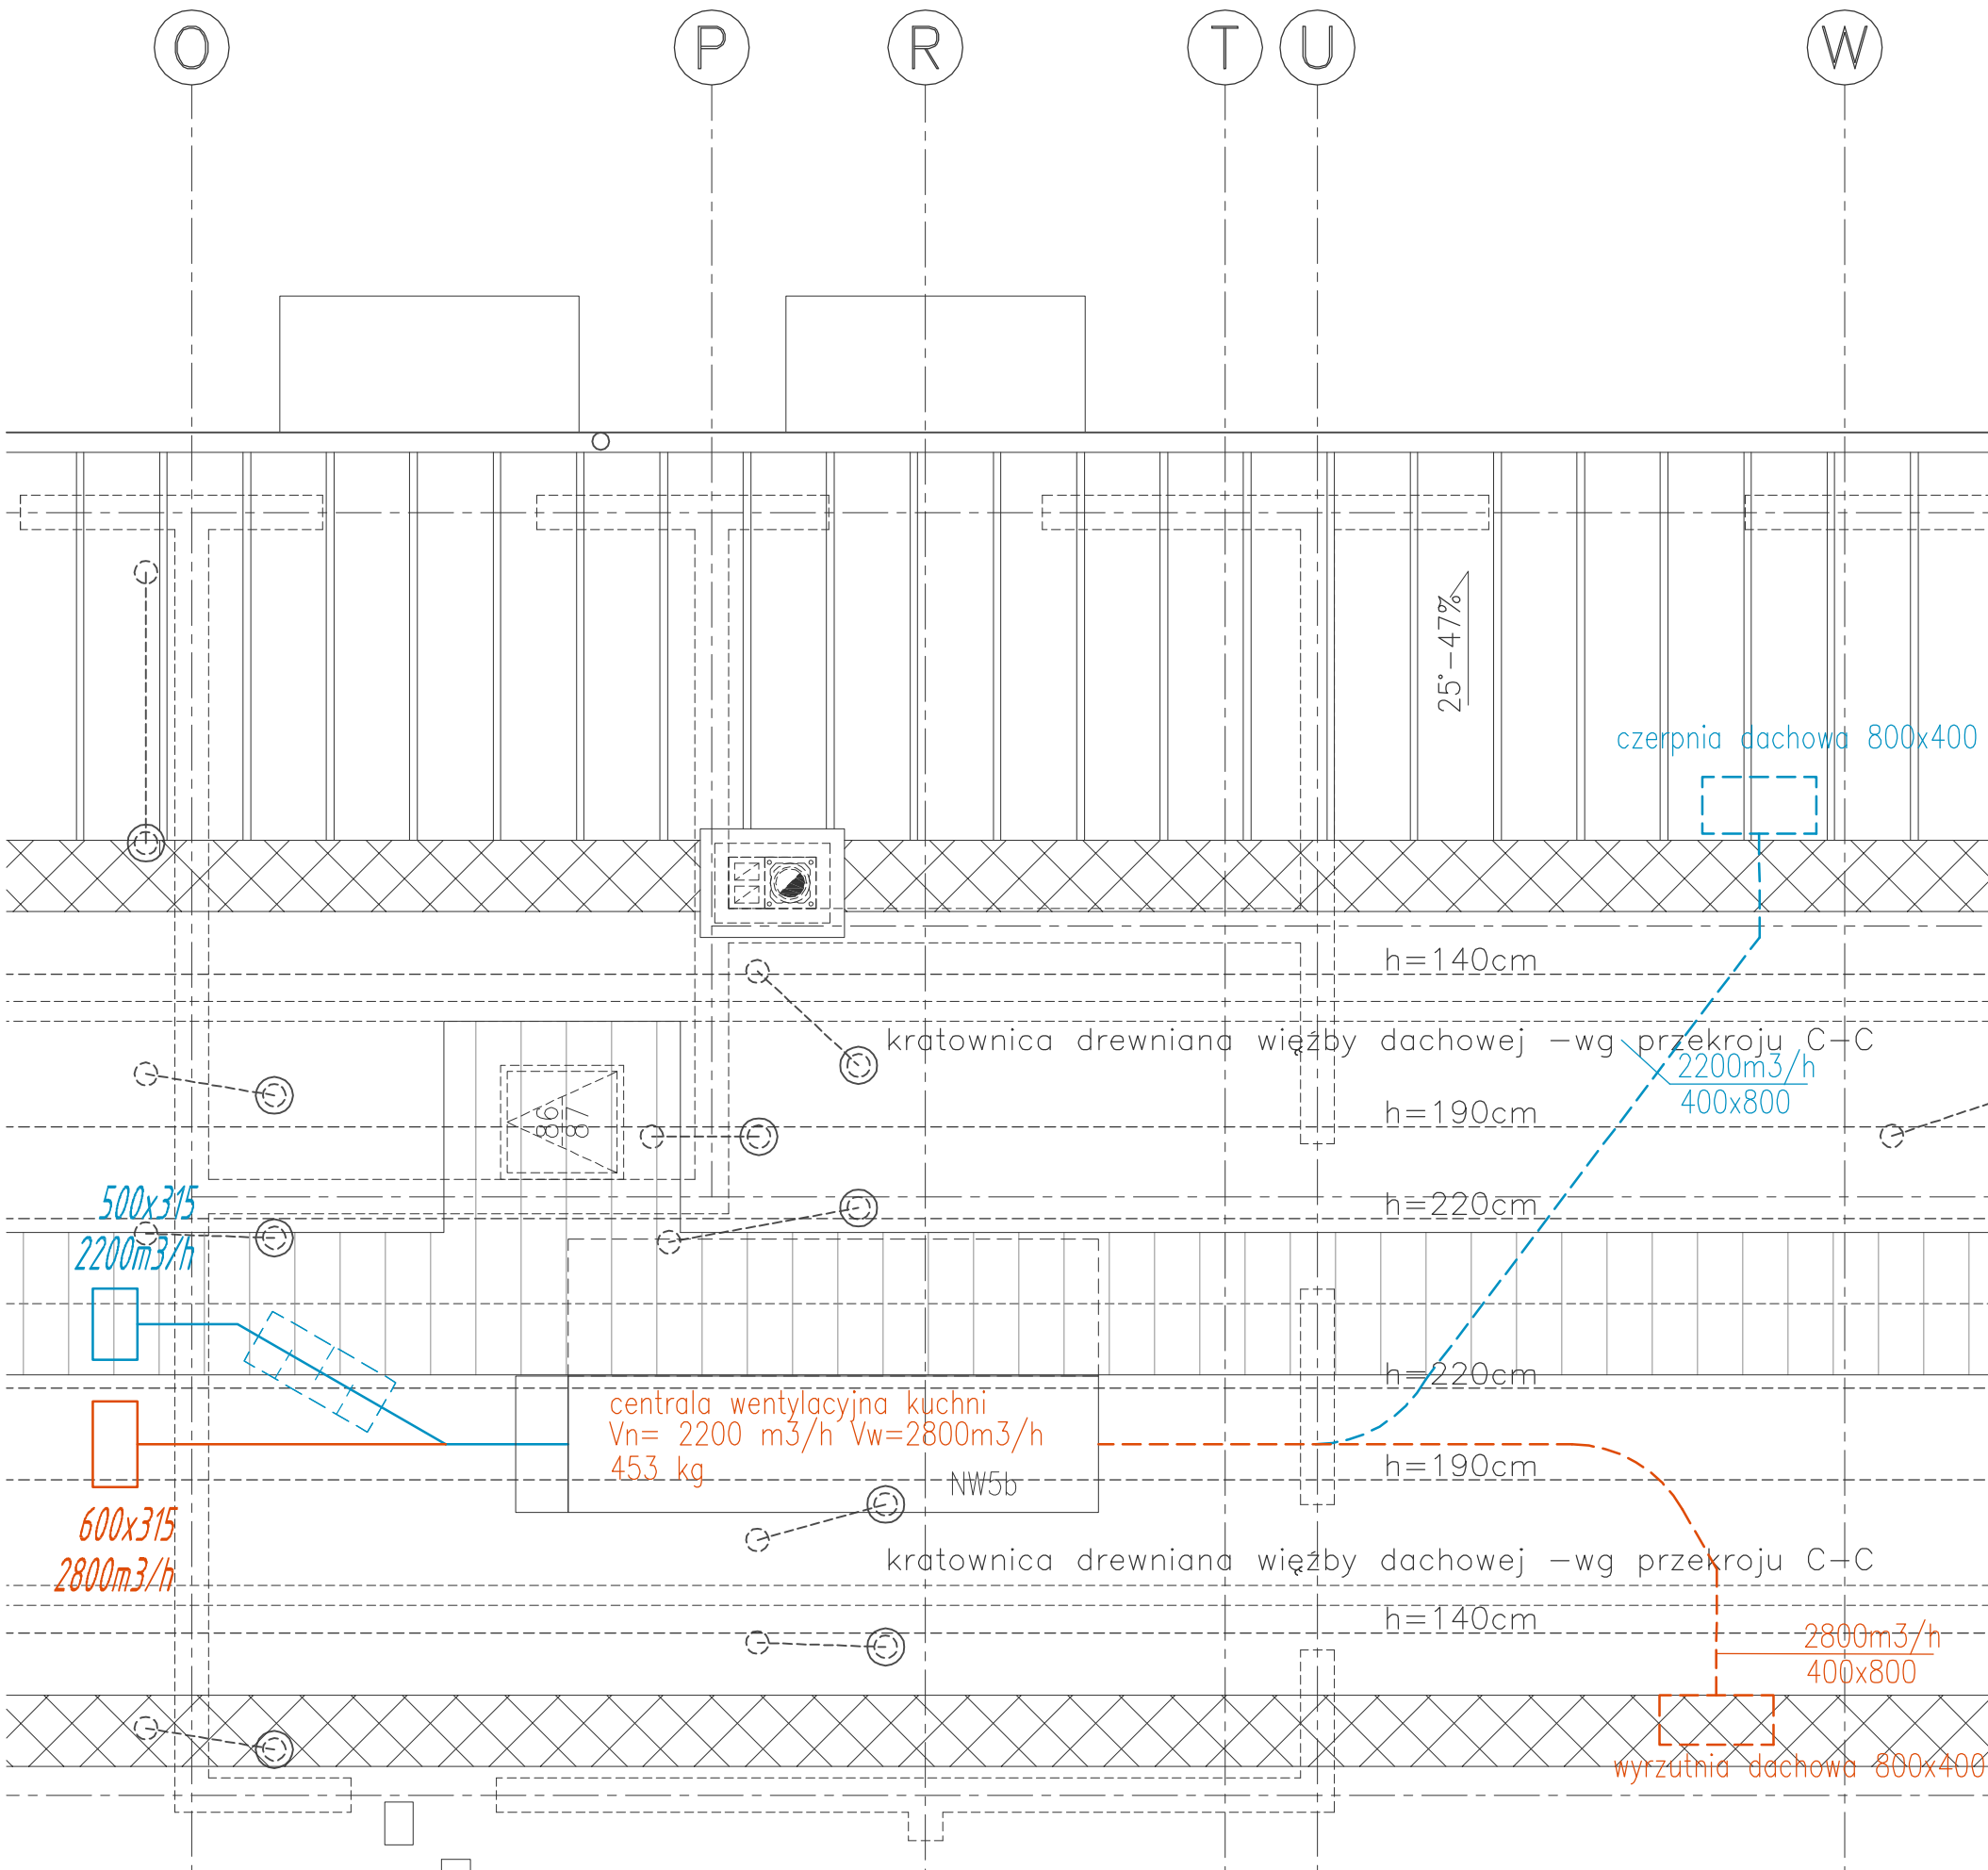 O P R T U W
25°-47%
czerpnia dachowa 800x400
h=140cm
kratownica drewniana więźby dachowej -wg przekroju C-C
2200m3/h
400x800
86
87
h=190cm
500x315
h=220cm
2200m3/h
h=220cm
centrala wentylacyjna kuchni
Vn= 2200 m3/h Vw=2800m3/h
453 kg
NW5b
h=190cm
600x315
2800m3/h
kratownica drewniana więźby dachowej -wg przekroju C-C
h=140cm
2800m3/h
400x800
wyrzutnia dachowa 800x400